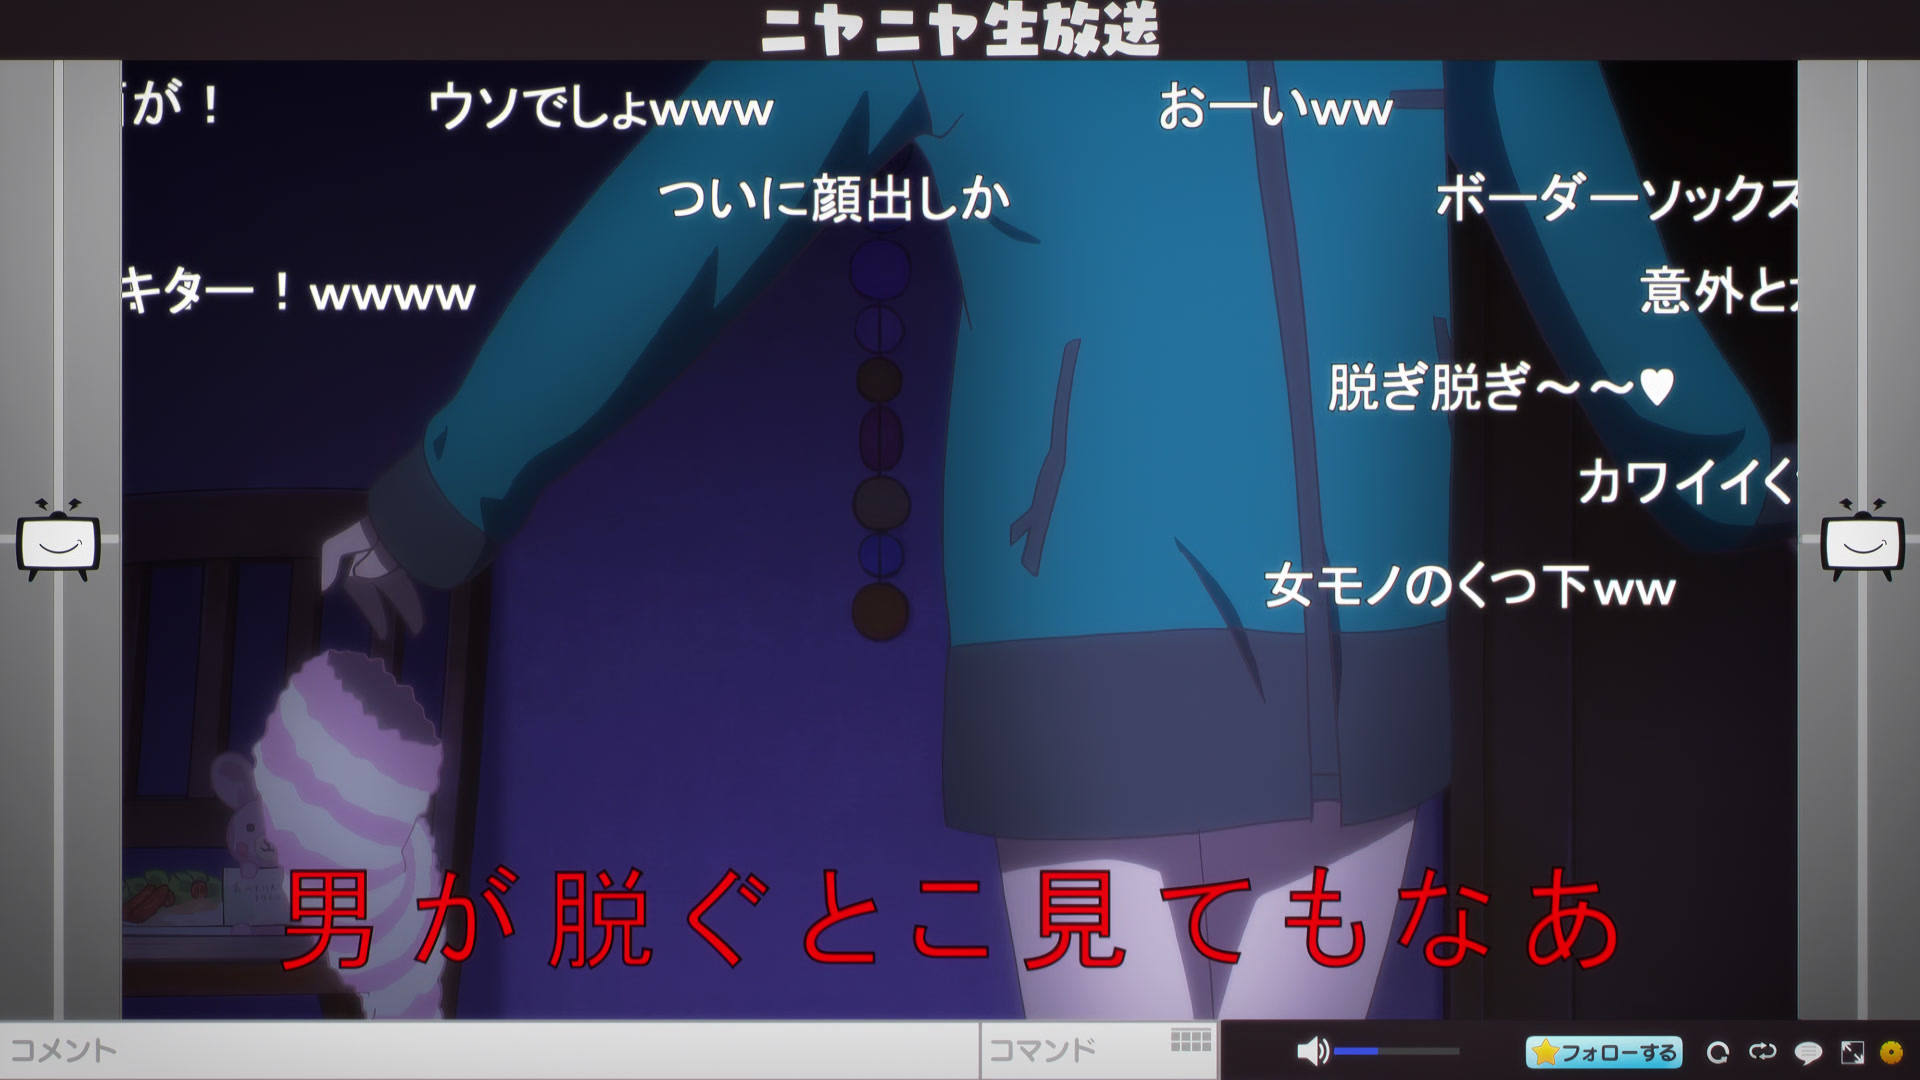 ニヤニヤ生放送
が！
ウソでしょwww
おーいww
ついに顔出しか
ボーダーソックス
キター！wwww
意外と
脱ぎ脱ぎ～～♥
カワイイく
女モノのくつ下ww
男が脱ぐとこ見てもなあ
コメント
コマンド
フォローする